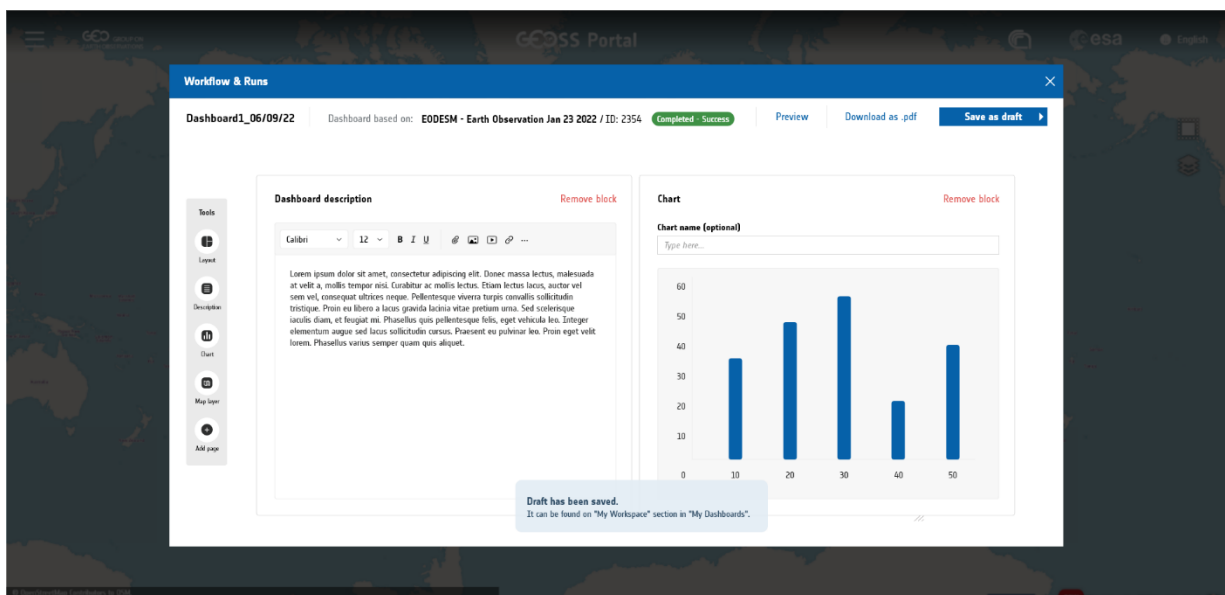 GEO GROUP ON EARTH OBSERVATIONS
GEOSS Portal
esa
English
Workflow & Runs
Dashboard1_06/09/22
Dashboard based on: EODESM - Earth Observation Jan 23 2022 / ID: 2354
Completed - Success
Preview
Download as .pdf
Save as draft
Tools
Layout
Description
Chart
Map layer
Add page
Dashboard description
Remove block
Calibri
12
B I U
Lorem ipsum dolor sit amet, consectetur adipiscing elit. Donec massa lectus, malesuada
at velit a, mollis tempor nisi. Curabitur ac mollis lectus. Etiam lectus lacus, auctor vel
sem vel, consequat ultrices neque. Pellentesque viverra turpis convallis sollicitudin
tristique. Proin eu libero a lacus gravida lacinia vitae pretium urna. Sed scelerisque
iaculis diam, et feugiat mi. Phasellus quis pellentesque felis, eget vehicula leo. Integer
elementum augue sed lacus sollicitudin cursus. Praesent eu pulvinar leo. Proin eget velit
lorem. Phasellus varius semper quam quis aliquet.
Chart
Remove block
Chart name (optional)
Type here...
60
50
40
30
20
10
0 10 20 30 40 50
Draft has been saved.
It can be found on "My Workspace" section in "My Dashboards".